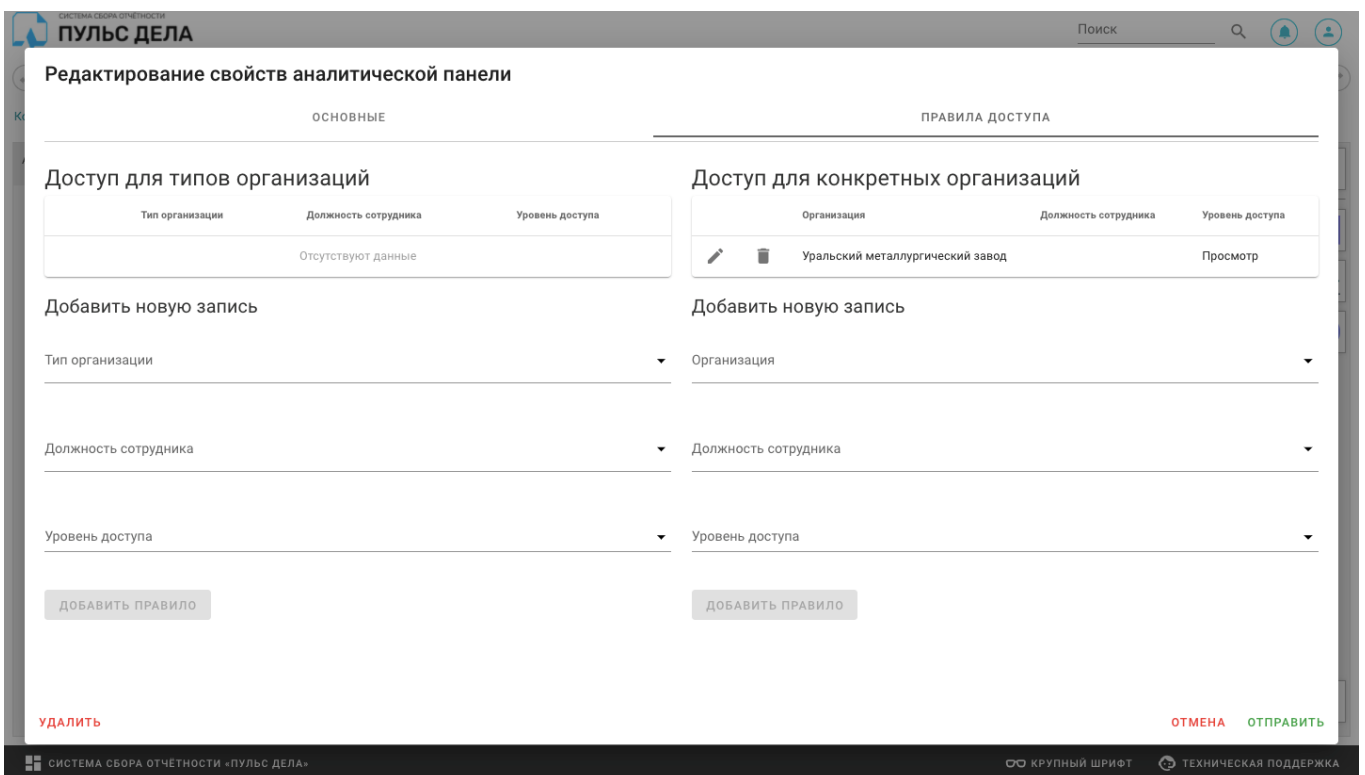 СИСТЕМА СБОРА ОТЧЁТНОСТИ
ПУЛЬС ДЕЛА
Поиск
Редактирование свойств аналитической панели
ОСНОВНЫЕ
ПРАВИЛА ДОСТУПА
Доступ для типов организаций
Тип организации Должность сотрудника Уровень доступа
Отсутствуют данные
Добавить новую запись
Тип организации
Должность сотрудника
Уровень доступа
ДОБАВИТЬ ПРАВИЛО
Доступ для конкретных организаций
Организация Должность сотрудника Уровень доступа
Уральский металлургический завод Просмотр
Добавить новую запись
Организация
Должность сотрудника
Уровень доступа
ДОБАВИТЬ ПРАВИЛО
УДАЛИТЬ
ОТМЕНА ОТПРАВИТЬ
СИСТЕМА СБОРА ОТЧЁТНОСТИ «ПУЛЬС ДЕЛА»
КРУПНЫЙ ШРИФТ
ТЕХНИЧЕСКАЯ ПОДДЕРЖКА